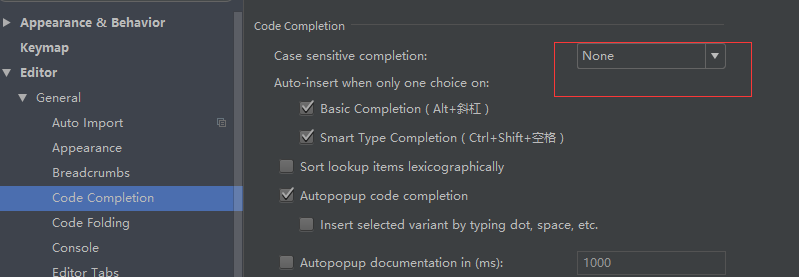 Appearance & Behavior
Keymap
Editor
General
Auto Import
Appearance
Breadcrumbs
Code Completion
Code Folding
Console
Editor Tabs
Code Completion
Case sensitive completion: None
Auto-insert when only one choice on:
Basic Completion ( Alt+斜杠 )
Smart Type Completion ( Ctrl+Shift+空格 )
Sort lookup items lexicographically
Autopopup code completion
Insert selected variant by typing dot, space, etc.
Autopopup documentation in (ms): 1000